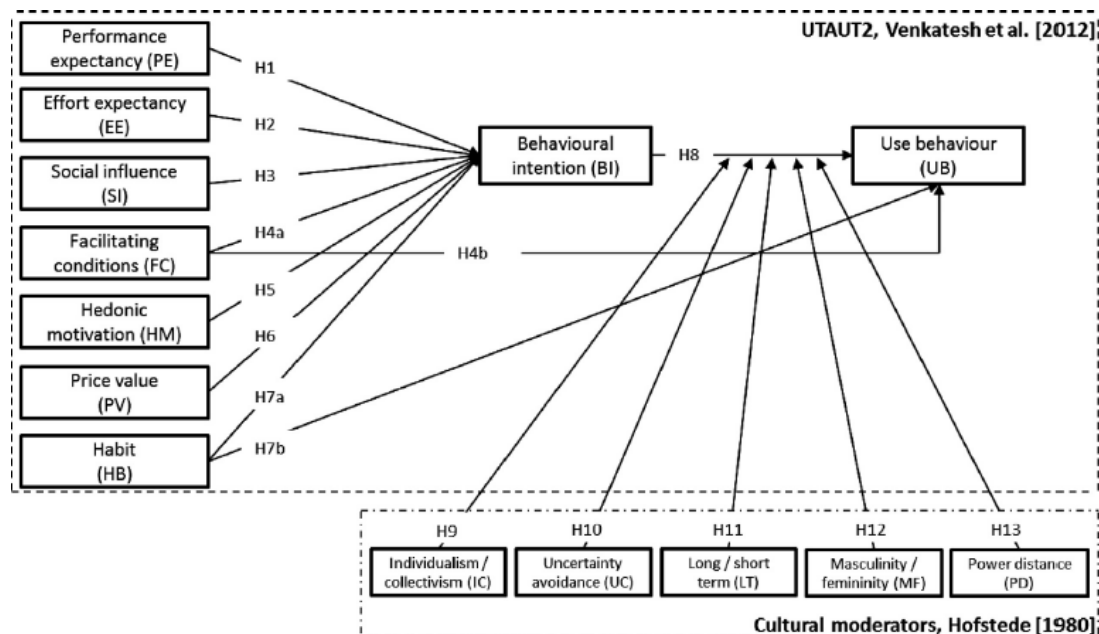 UTAUT2, Venkatesh et al. [2012]
Performance
expectancy (PE)
H1
Effort expectancy
(EE)
H2
Social influence
(SI)
H3
Facilitating
conditions (FC)
H4a
H4b
Hedonic
motivation (HM)
H5
Price value
(PV)
H6
Habit
(HB)
H7a
H7b
Behavioural
intention (BI)
H8
Use behaviour
(UB)
H9
H10
H11
H12
H13
Individualism /
collectivism (IC)
Uncertainty
avoidance (UC)
Long / short
term (LT)
Masculinity /
femininity (MF)
Power distance
(PD)
Cultural moderators, Hofstede [1980]